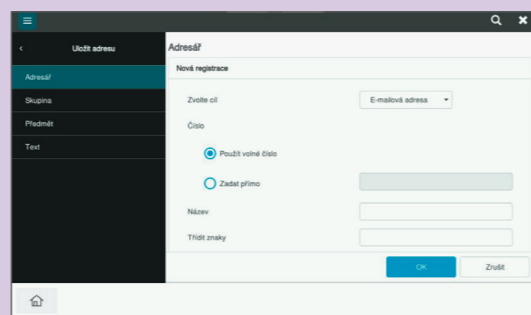 Uložit adresu
Adresář
Adresář
Nová registrace
Skupina
Předmět
Text
Zvolte cíl
E-mailová adresa
Číslo
Použít volné číslo
Zadat přímo
Název
Třídit znaky
OK
Zrušit